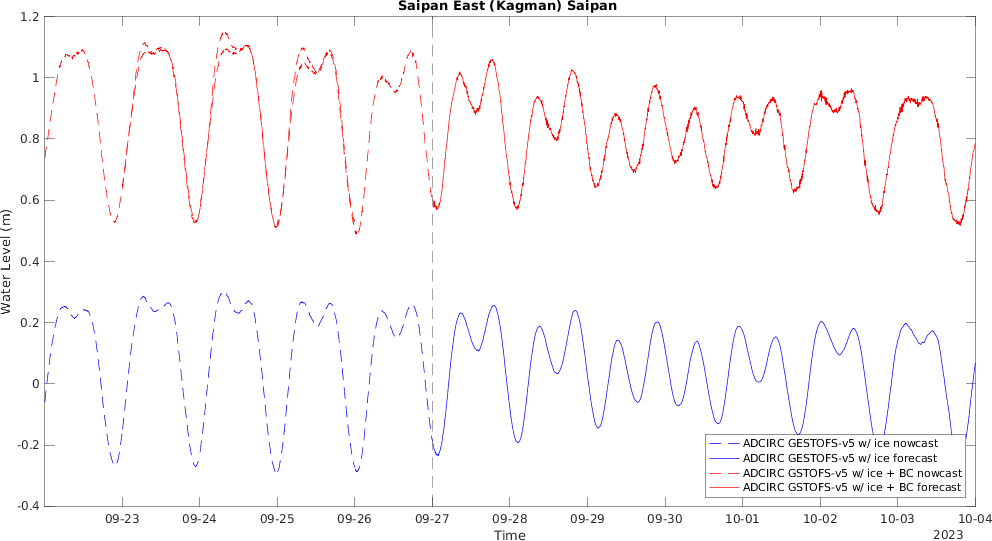 Saipan East (Kagman) Saipan
Water Level (m)
1.2
1
0.8
0.6
0.4
0.2
0
-0.2
-0.4
ADCIRC GESTOFS-v5 w/ ice nowcast
ADCIRC GESTOFS-v5 w/ ice forecast
ADCIRC GSTOFS-v5 w/ ice + BC nowcast
ADCIRC GSTOFS-v5 w/ ice + BC forecast
09-23 09-24 09-25 09-26 09-27 09-28 09-29 09-30 10-01 10-02 10-03 10-04
Time
2023